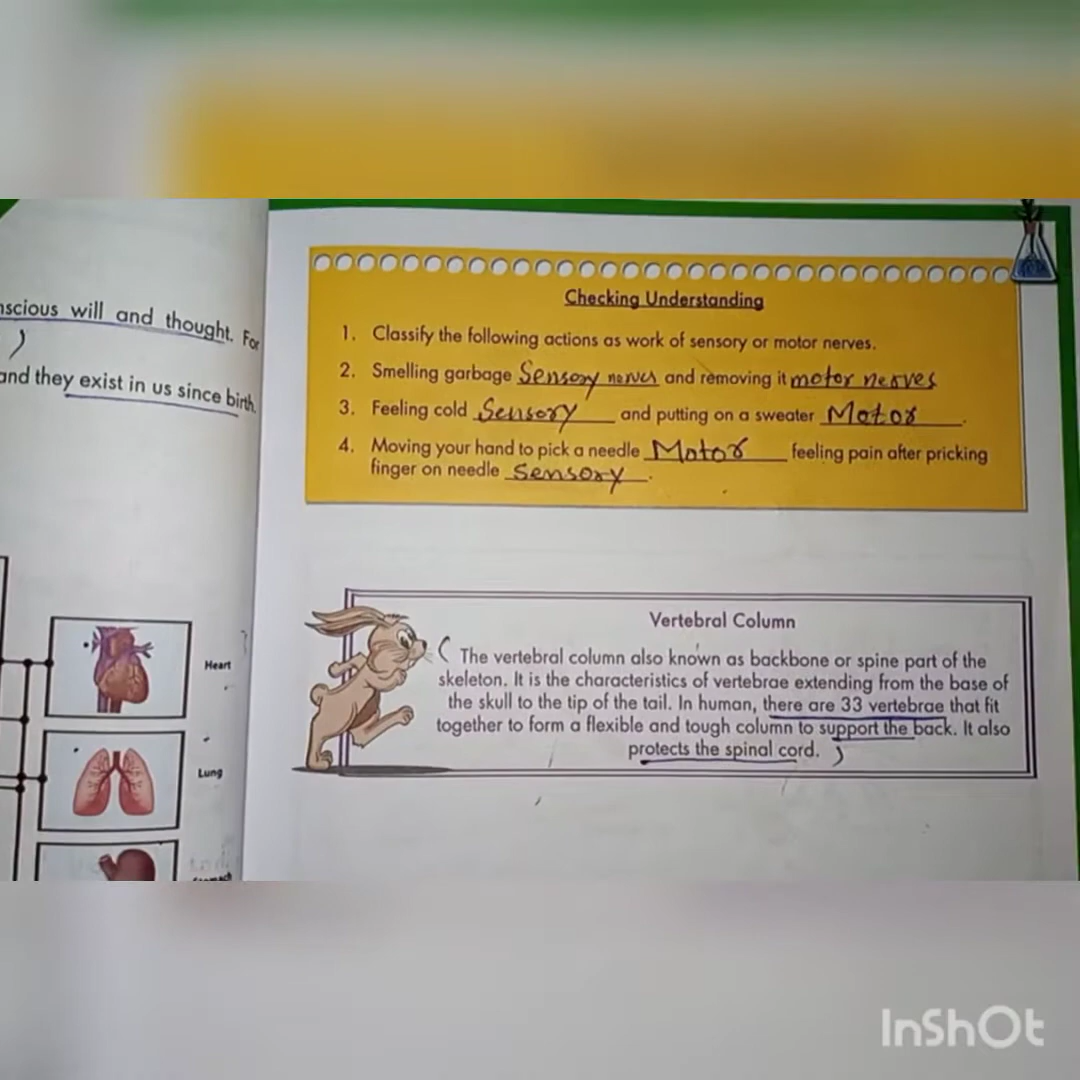 nscious will and thought. For
and they exist in us since birth.
Heart
Lung
Checking Understanding
1. Classify the following actions as work of sensory or motor nerves.
2. Smelling garbage Sensory nerves and removing it motor nerves
3. Feeling cold Sensory and putting on a sweater Motor.
4. Moving your hand to pick a needle Motor feeling pain after pricking
finger on needle Sensory.
Vertebral Column
( The vertebral column also known as backbone or spine part of the
skeleton. It is the characteristics of vertebrae extending from the base of
the skull to the tip of the tail. In human, there are 33 vertebrae that fit
together to form a flexible and tough column to support the back. It also
protects the spinal cord. )
InShOt